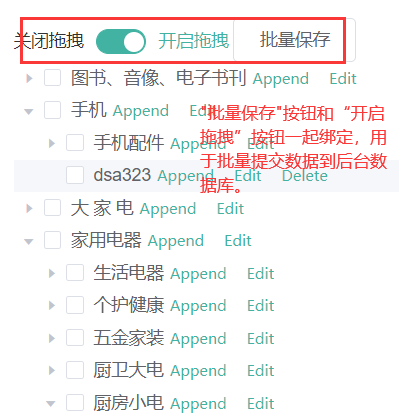 关闭拖拽 开启拖拽 批量保存
图书、音像、电子书刊 Append Edit
手机 Append Edit
"批量保存"按钮和“开启
拖拽”按钮一起绑定，用
于批量提交数据到后台数
据库。
手机配件 Append Edit
dsa323 Append Edit Delete
大 家 电 Append Edit
家用电器 Append Edit
生活电器 Append Edit
个护健康 Append Edit
五金家装 Append Edit
厨卫大电 Append Edit
厨房小电 Append Edit